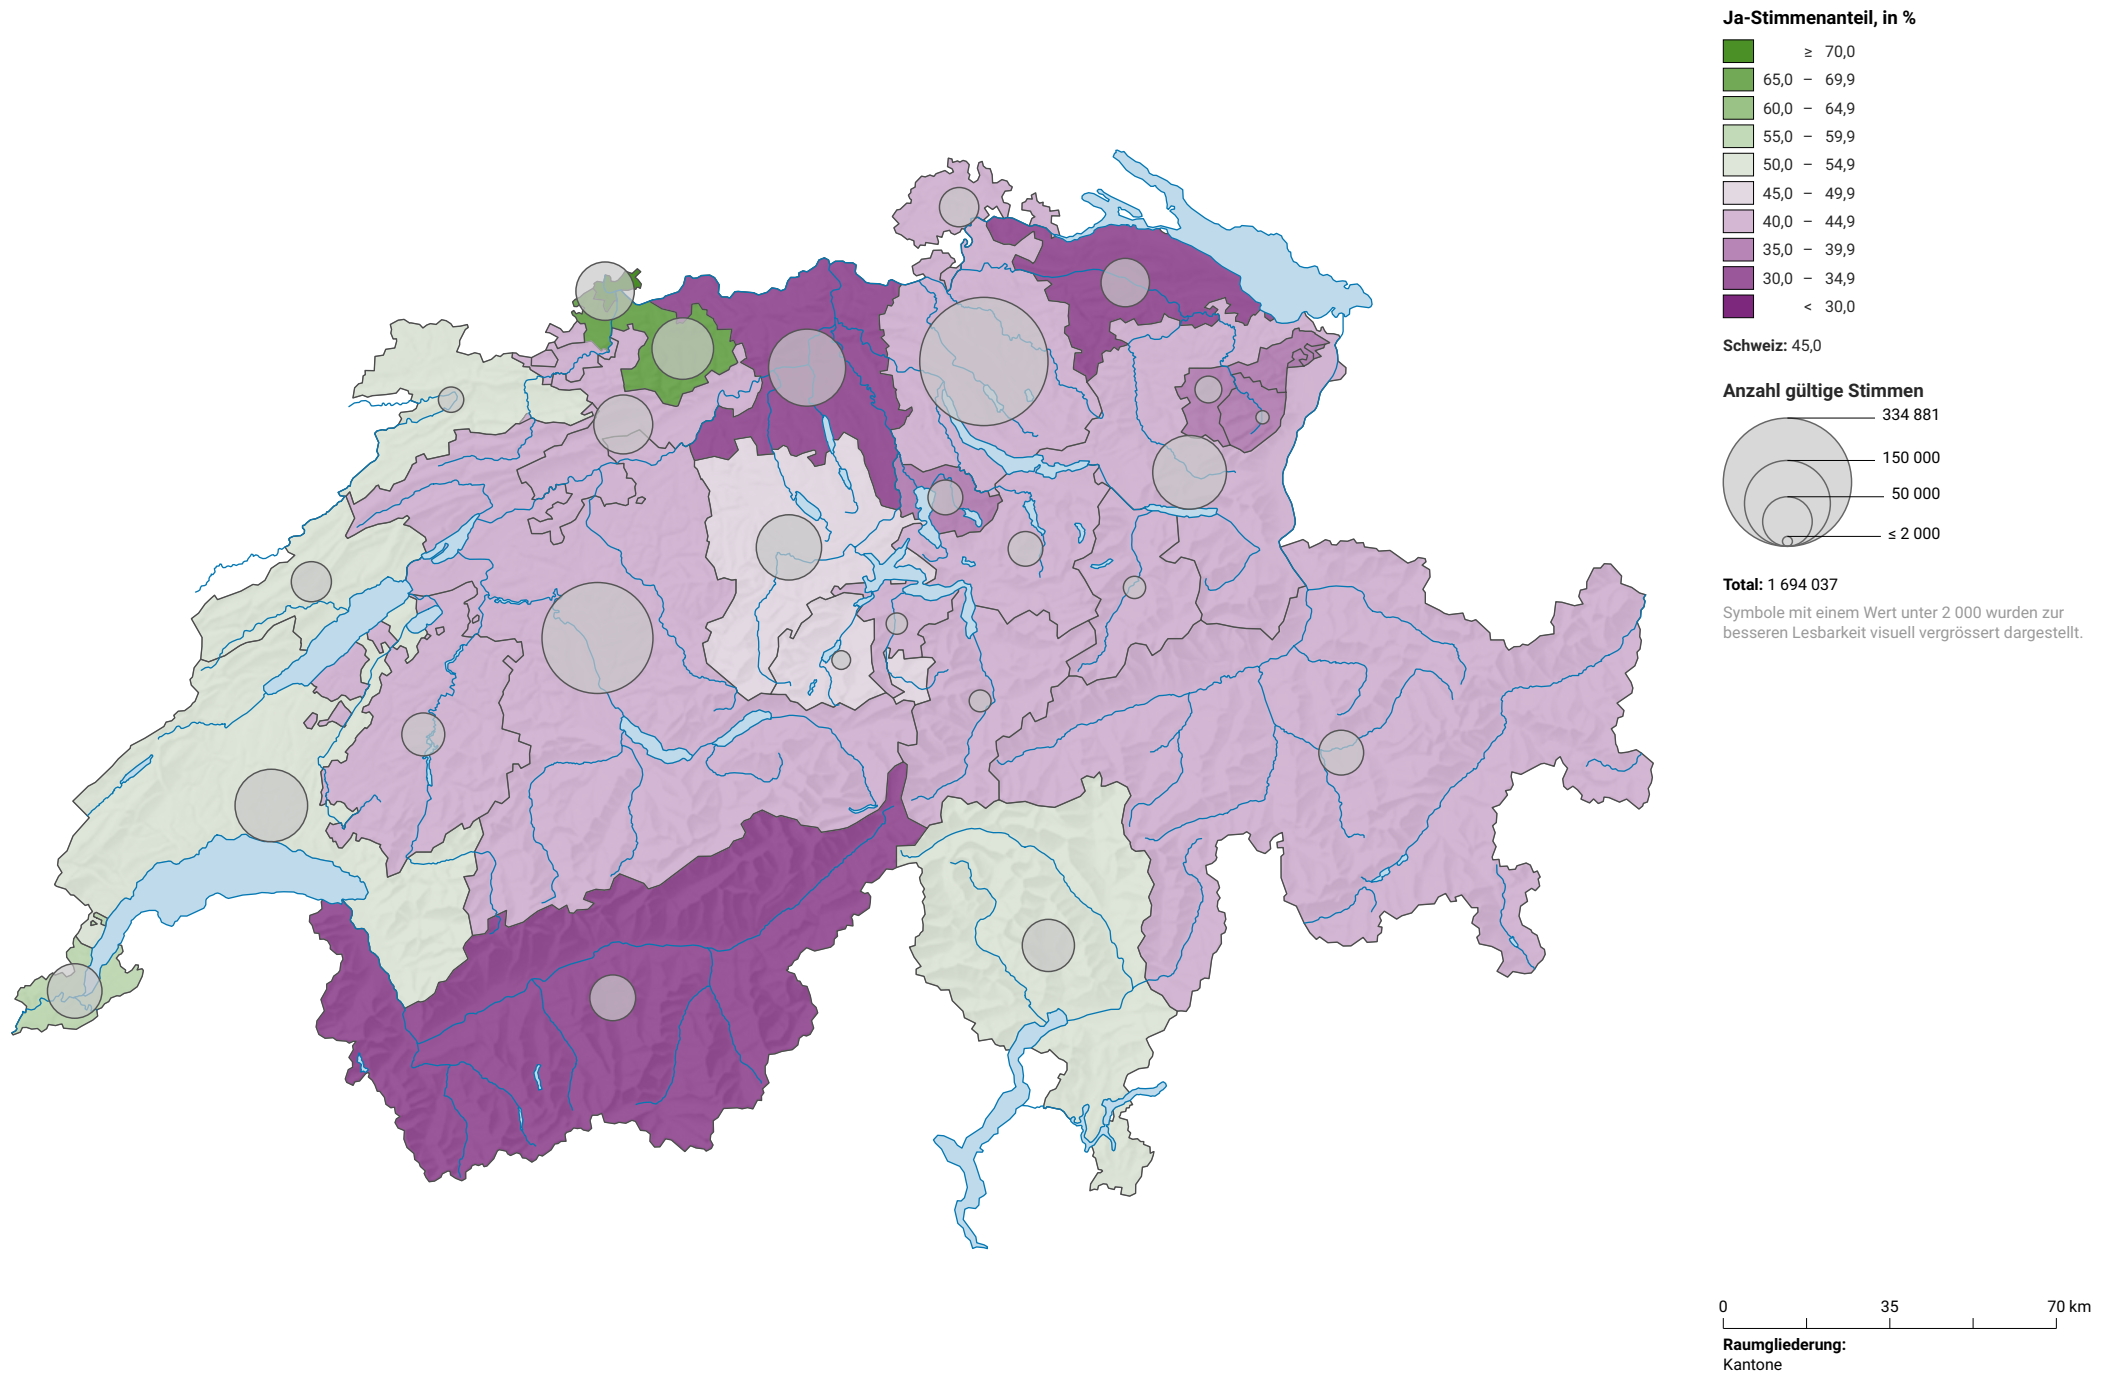 Ja-Stimmenanteil, in %
≥ 70,0
65,0 – 69,9
60,0 – 64,9
55,0 – 59,9
50,0 – 54,9
45,0 – 49,9
40,0 – 44,9
35,0 – 39,9
30,0 – 34,9
< 30,0
Schweiz: 45,0
Anzahl gültige Stimmen
334 881
150 000
50 000
≤ 2 000
Total: 1 694 037
Symbole mit einem Wert unter 2 000 wurden zur
besseren Lesbarkeit visuell vergrössert dargestellt.
0 35 70 km
Raumgliederung:
Kantone